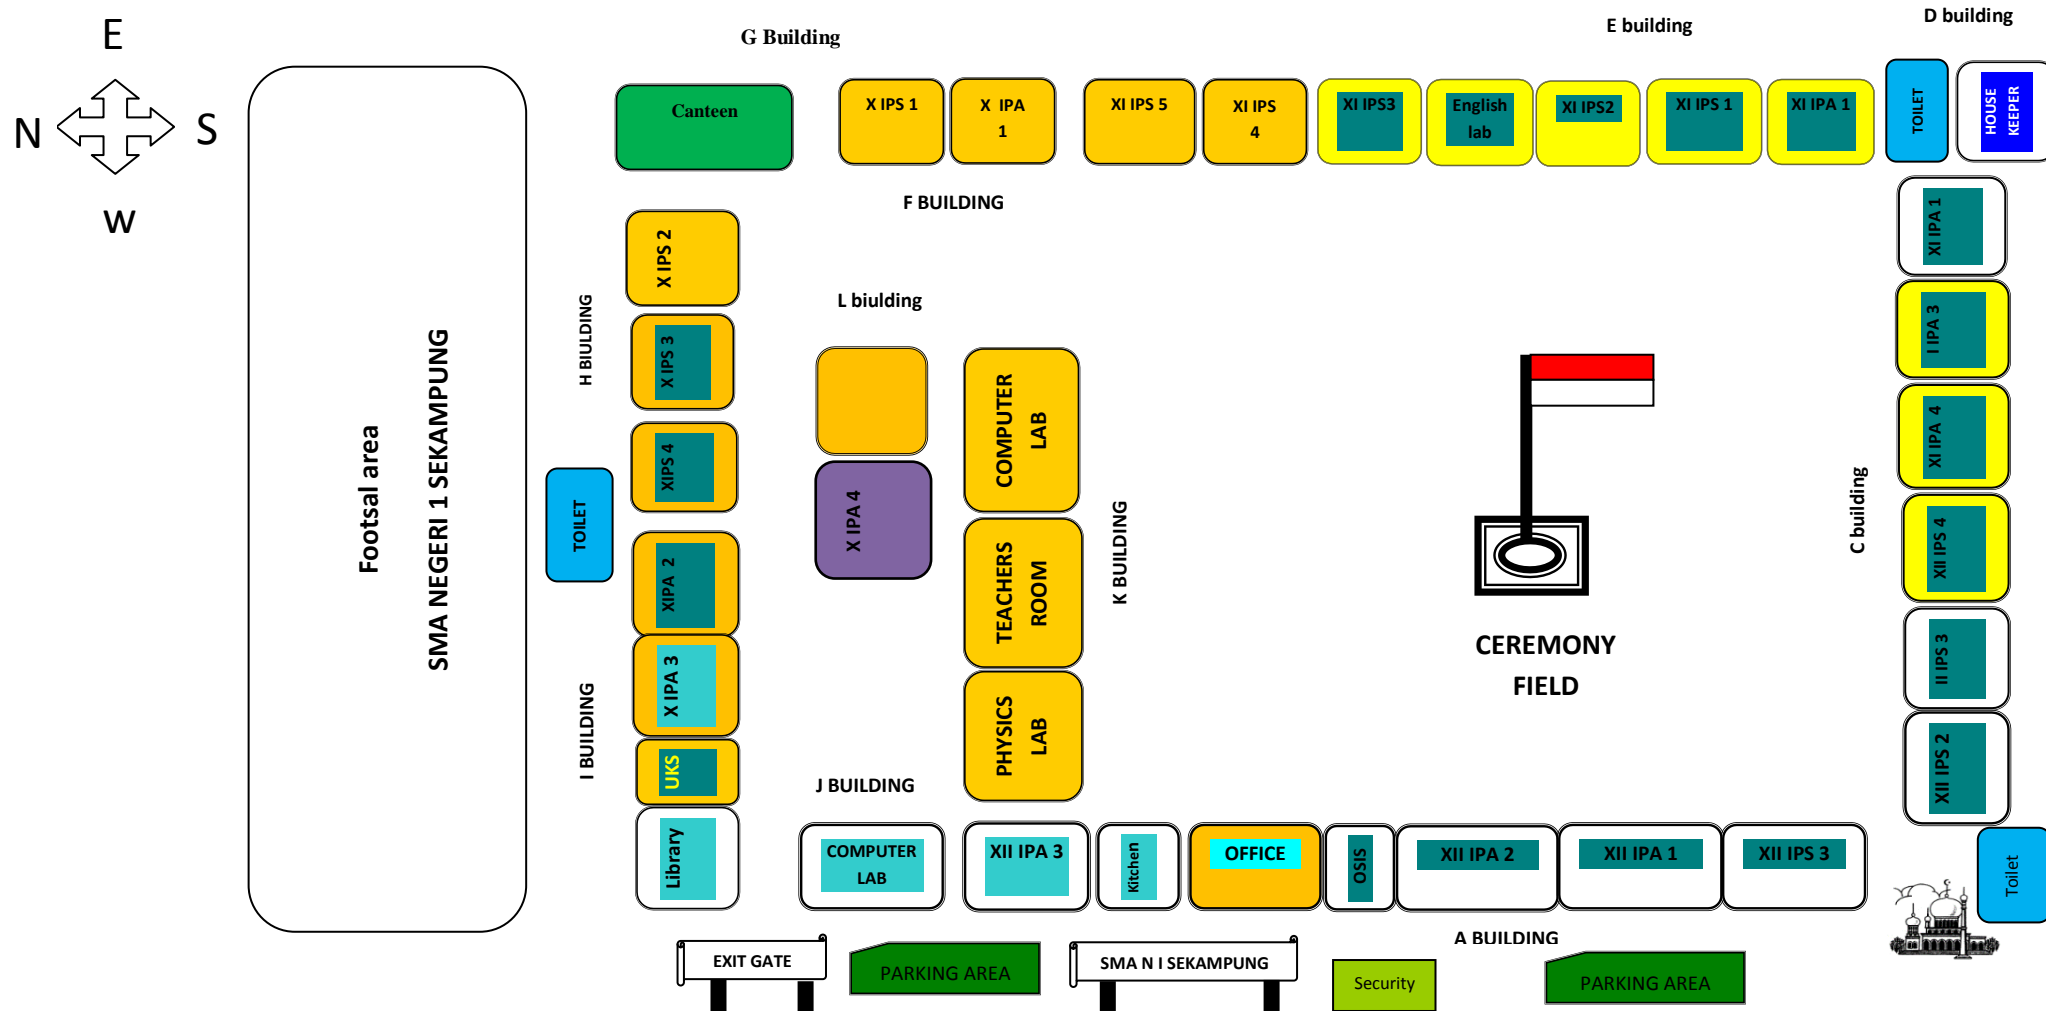 E
N
S
W
G Building
E building
D building
Canteen
X IPS 1
X IPA
1
XI IPS 5
XI IPS
4
XI IPS3
English
lab
XI IPS2
XI IPS 1
XI IPA 1
TOILET
HOUSE
KEEPER
F BUILDING
X IPS 2
H BIULDING
X IPS 3
XIPS 4
TOILET
XIPA 2
X IPA 3
I BUILDING
UKS
Library
Footsal area
SMA NEGERI 1 SEKAMPUNG
L biulding
X IPA 4
COMPUTER
LAB
TEACHERS
ROOM
PHYSICS
LAB
K BUILDING
J BUILDING
CEREMONY
FIELD
C building
XI IPA 1
I IPA 3
XI IPA 4
XII IPS 4
II IPS 3
XII IPS 2
Toilet
COMPUTER
LAB
XII IPA 3
Kitchen
OFFICE
OSIS
XII IPA 2
XII IPA 1
XII IPS 3
A BUILDING
EXIT GATE
PARKING AREA
SMA N I SEKAMPUNG
Security
PARKING AREA